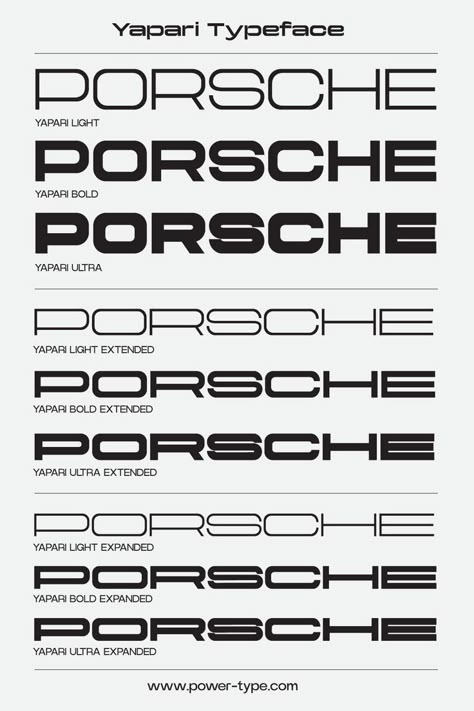 Yapari Typeface
PORSCHE
YAPARI LIGHT
PORSCHE
YAPARI BOLD
PORSCHE
YAPARI ULTRA
PORSCHE
YAPARI LIGHT EXTENDED
PORSCHE
YAPARI BOLD EXTENDED
PORSCHE
YAPARI ULTRA EXTENDED
PORSCHE
YAPARI LIGHT EXPANDED
PORSCHE
YAPARI BOLD EXPANDED
PORSCHE
YAPARI ULTRA EXPANDED
www.power-type.com